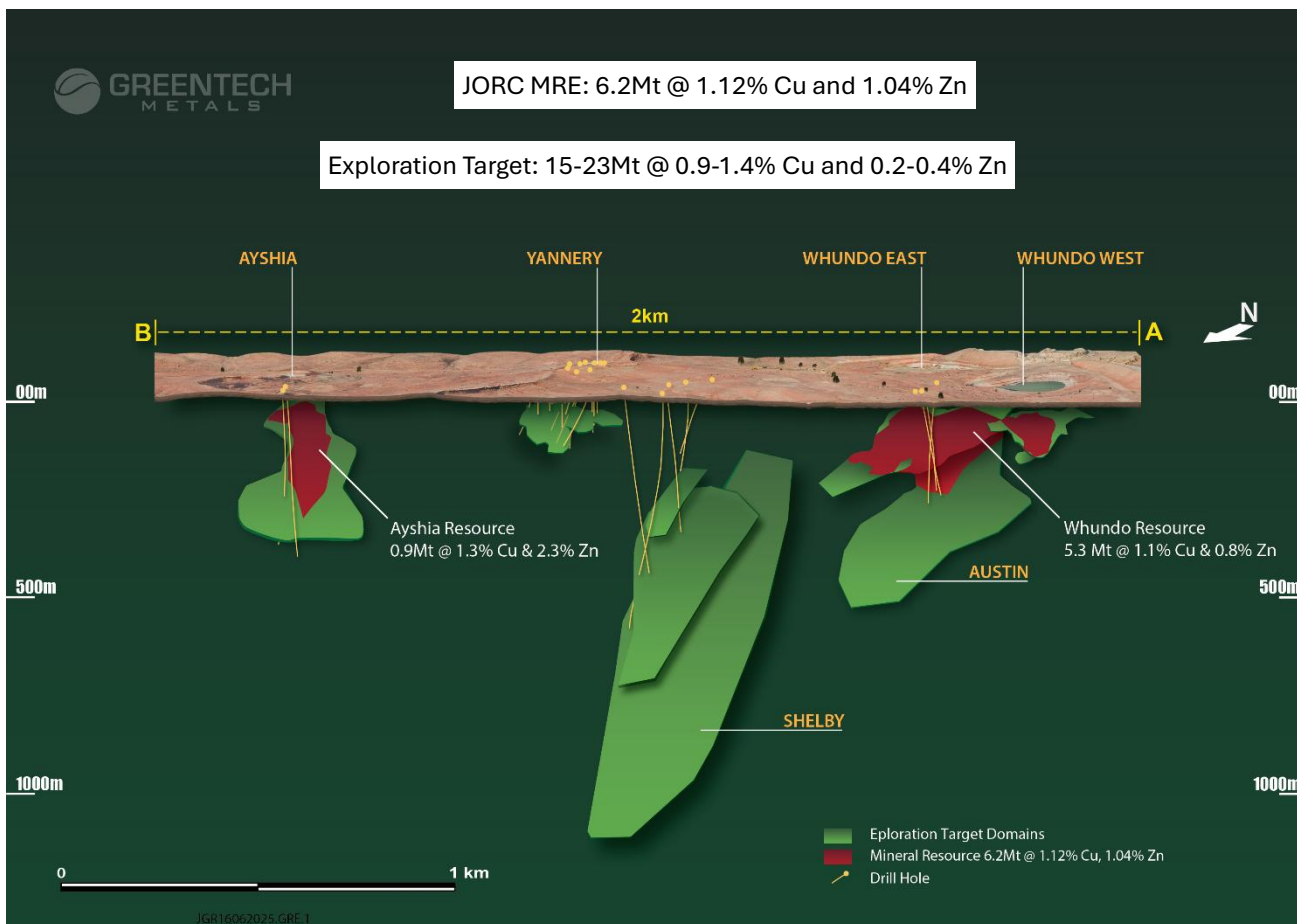 GREENTECH
METALS
JORC MRE: 6.2Mt @ 1.12% Cu and 1.04% Zn
Exploration Target: 15-23Mt @ 0.9-1.4% Cu and 0.2-0.4% Zn
AYSHIA
YANNERY
WHUNDO EAST
WHUNDO WEST
B
2km
A
N
00m
00m
Ayshia Resource
0.9Mt @ 1.3% Cu & 2.3% Zn
Whundo Resource
5.3 Mt @ 1.1% Cu & 0.8% Zn
AUSTIN
500m
500m
SHELBY
1000m
1000m
Eploration Target Domains
Mineral Resource 6.2Mt @ 1.12% Cu, 1.04% Zn
Drill Hole
0
1 km
JGR16062025.GRE.1